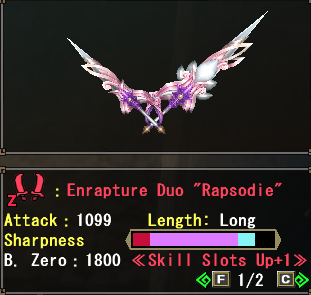 Z : Enrapture Duo "Rapsodie"
Attack : 1099 Length: Long
Sharpness
B. Zero : 1800 ≪Skill Slots Up+1≫
F 1/2 C